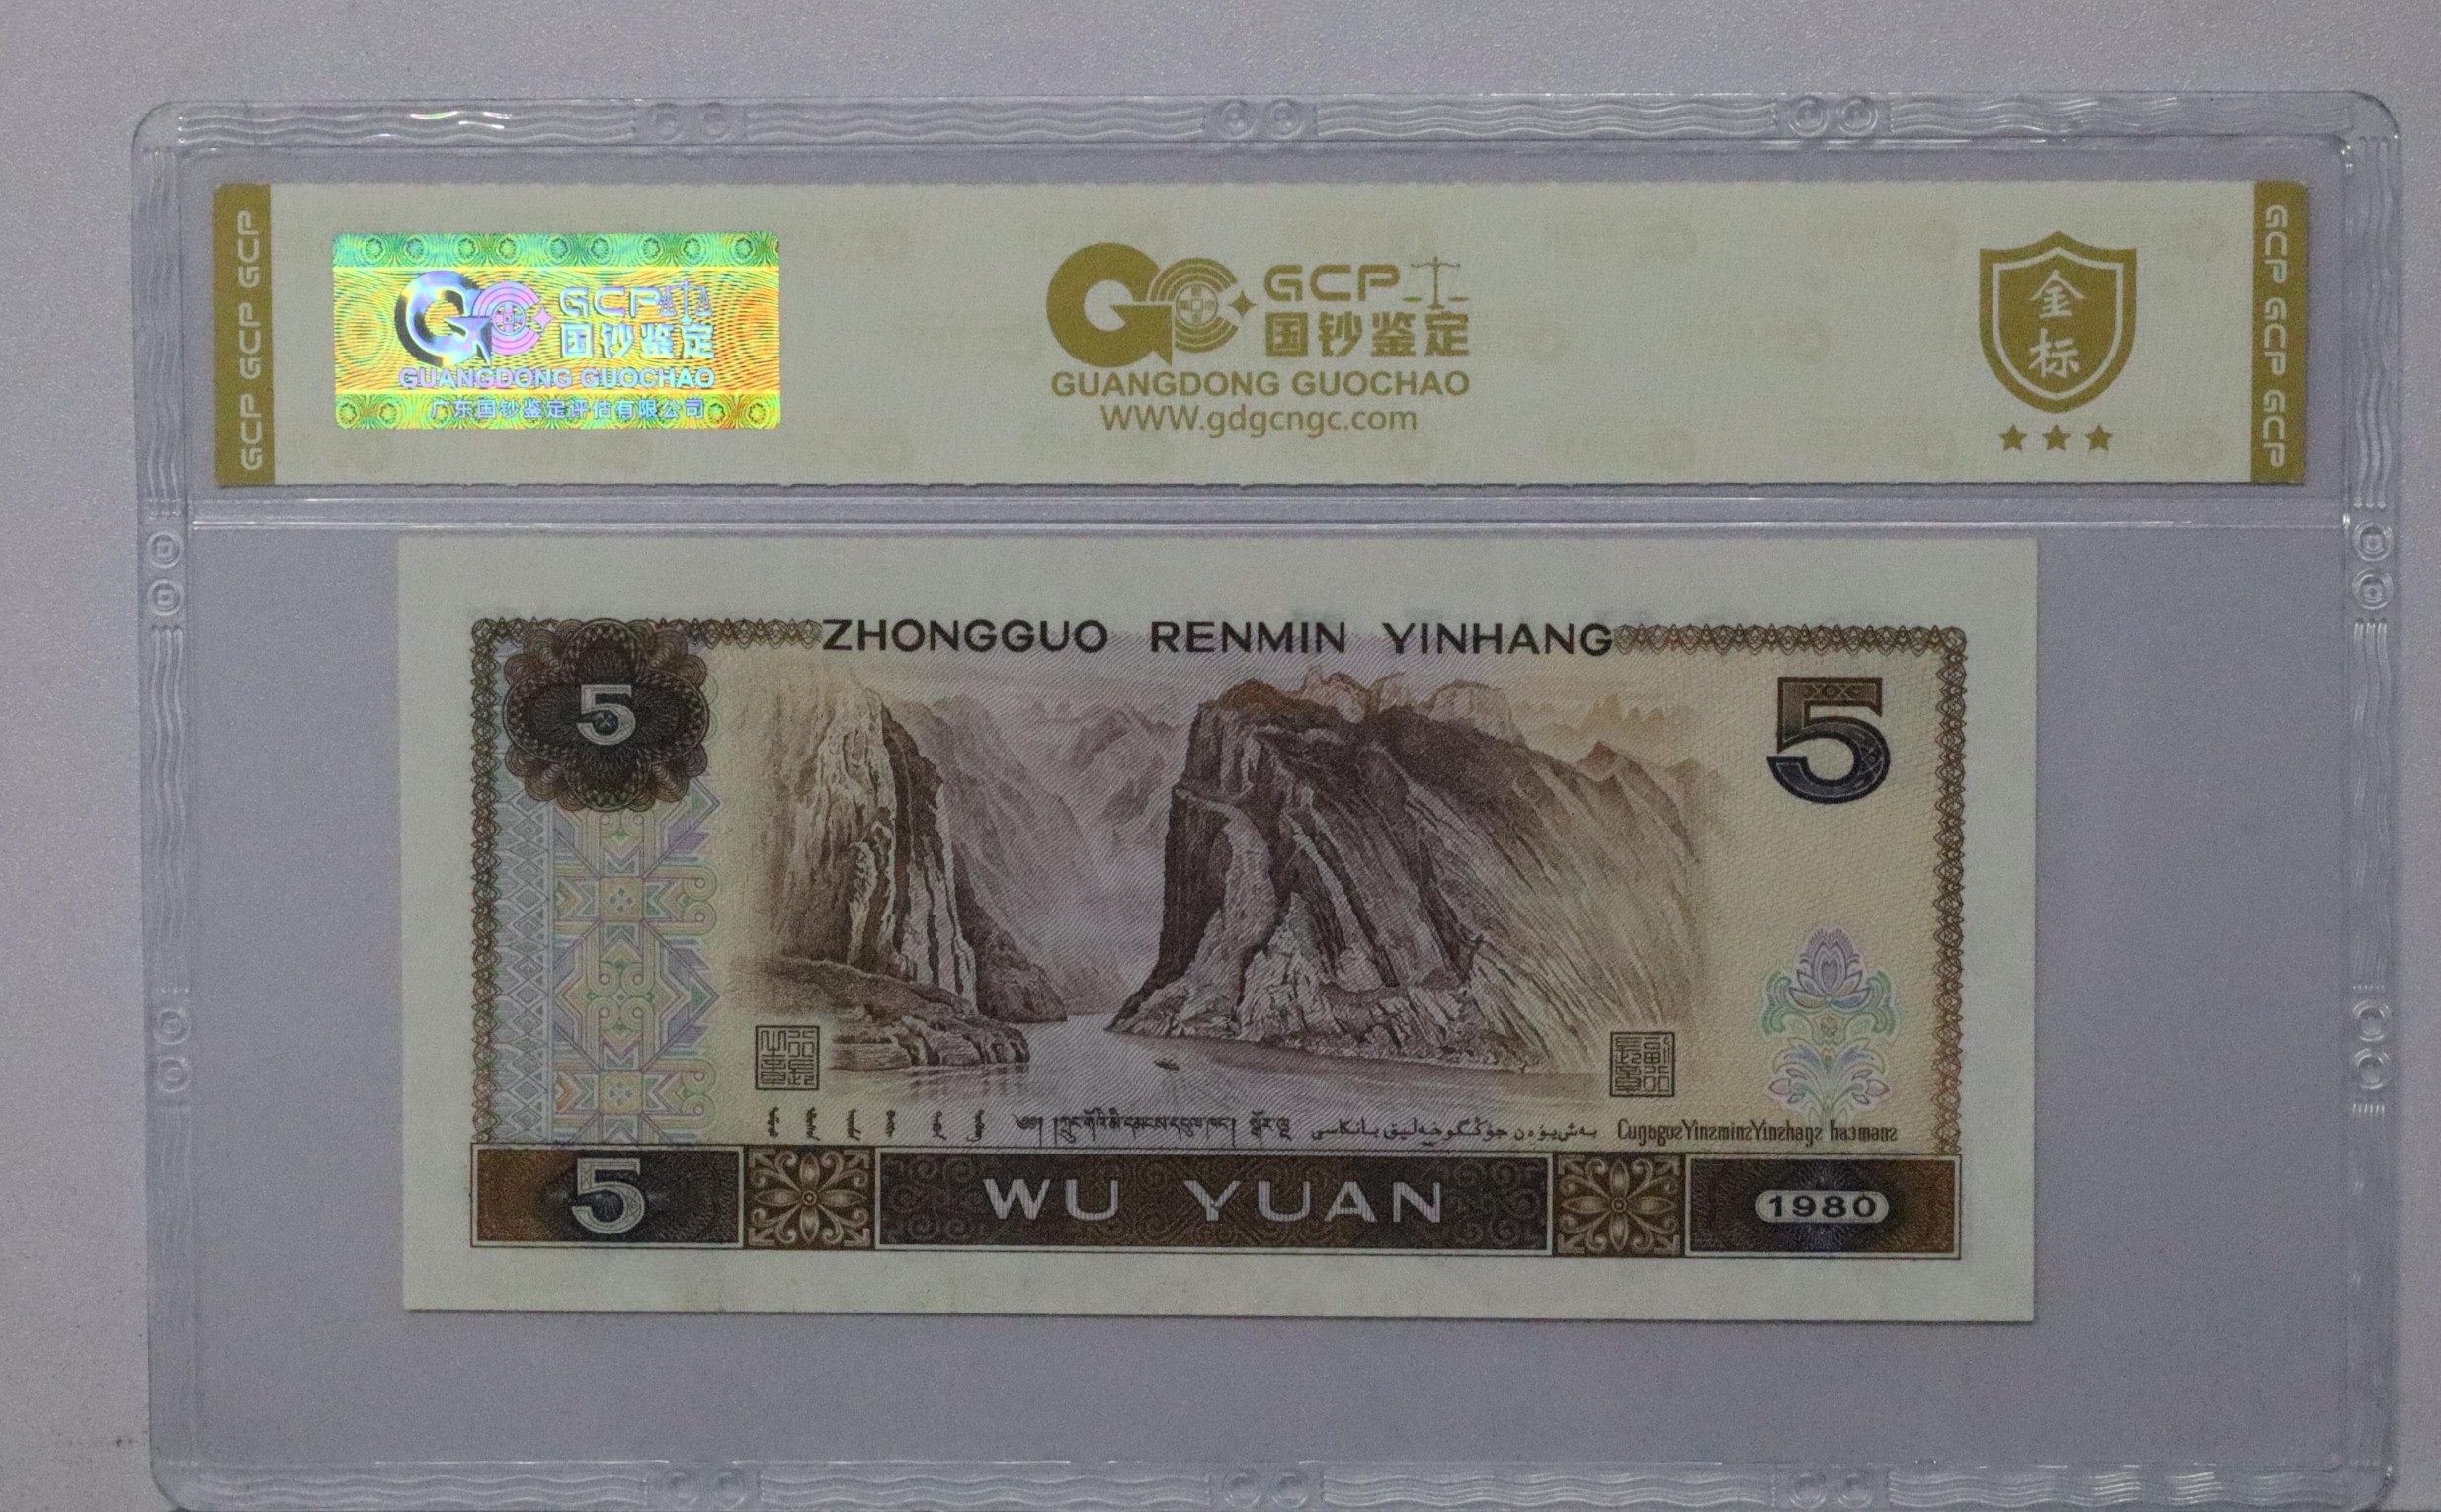 GCP GCP GCP
GCP
国钞鉴定
GUANGDONG GUOCHAO
广东国钞鉴定评估有限公司
GCP
国钞鉴定
GUANGDONG GUOCHAO
WWW.gdgcngc.com
金
标
GCP GCP GCP
ZHONGGUO RENMIN YINHANG
5
5
5
WU YUAN
1980